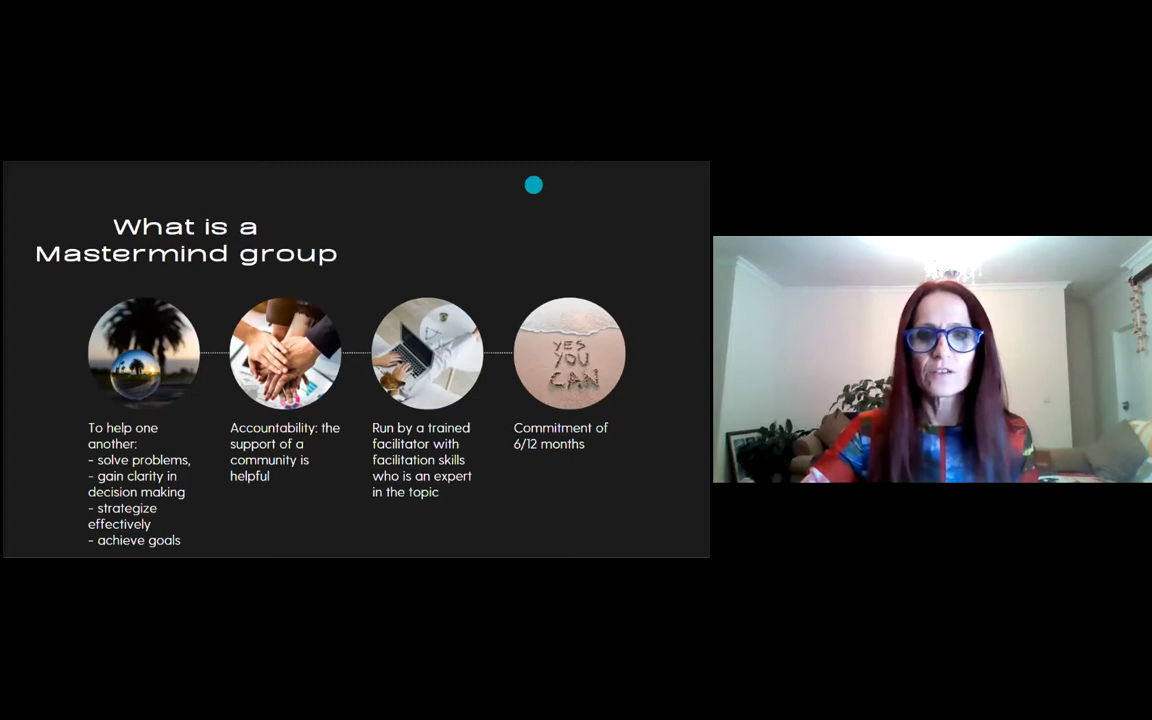 What is a
Mastermind group
YES
YOU
CAN
To help one
another:
- solve problems,
- gain clarity in
decision making
- strategize
effectively
- achieve goals
Accountability: the
support of a
community is
helpful
Run by a trained
facilitator with
facilitation skills
who is an expert
in the topic
Commitment of
6/12 months